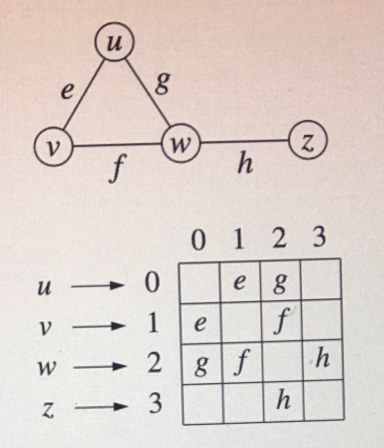 u
e g
v w z
f h
0 1 2 3
u → 0 e g
v → 1 e f
w → 2 g f h
z → 3 h